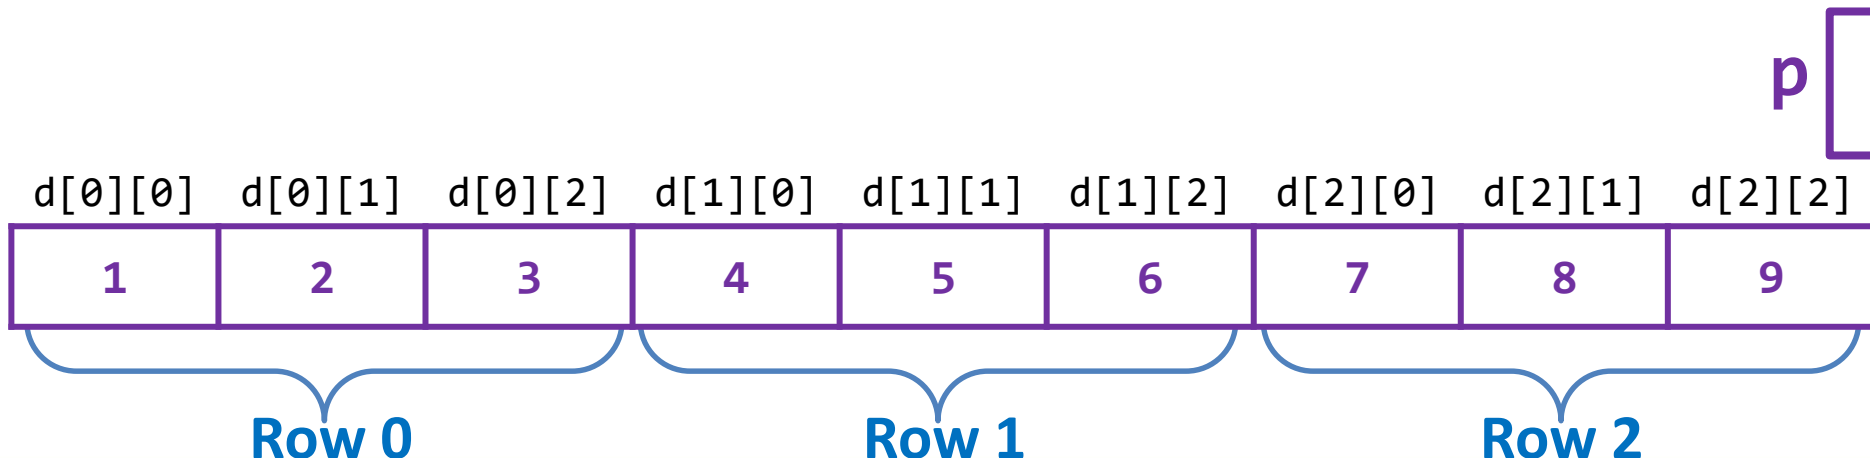 p
d[0][0] d[0][1] d[0][2] d[1][0] d[1][1] d[1][2] d[2][0] d[2][1] d[2][2]
1 2 3 4 5 6 7 8 9
Row 0 Row 1 Row 2